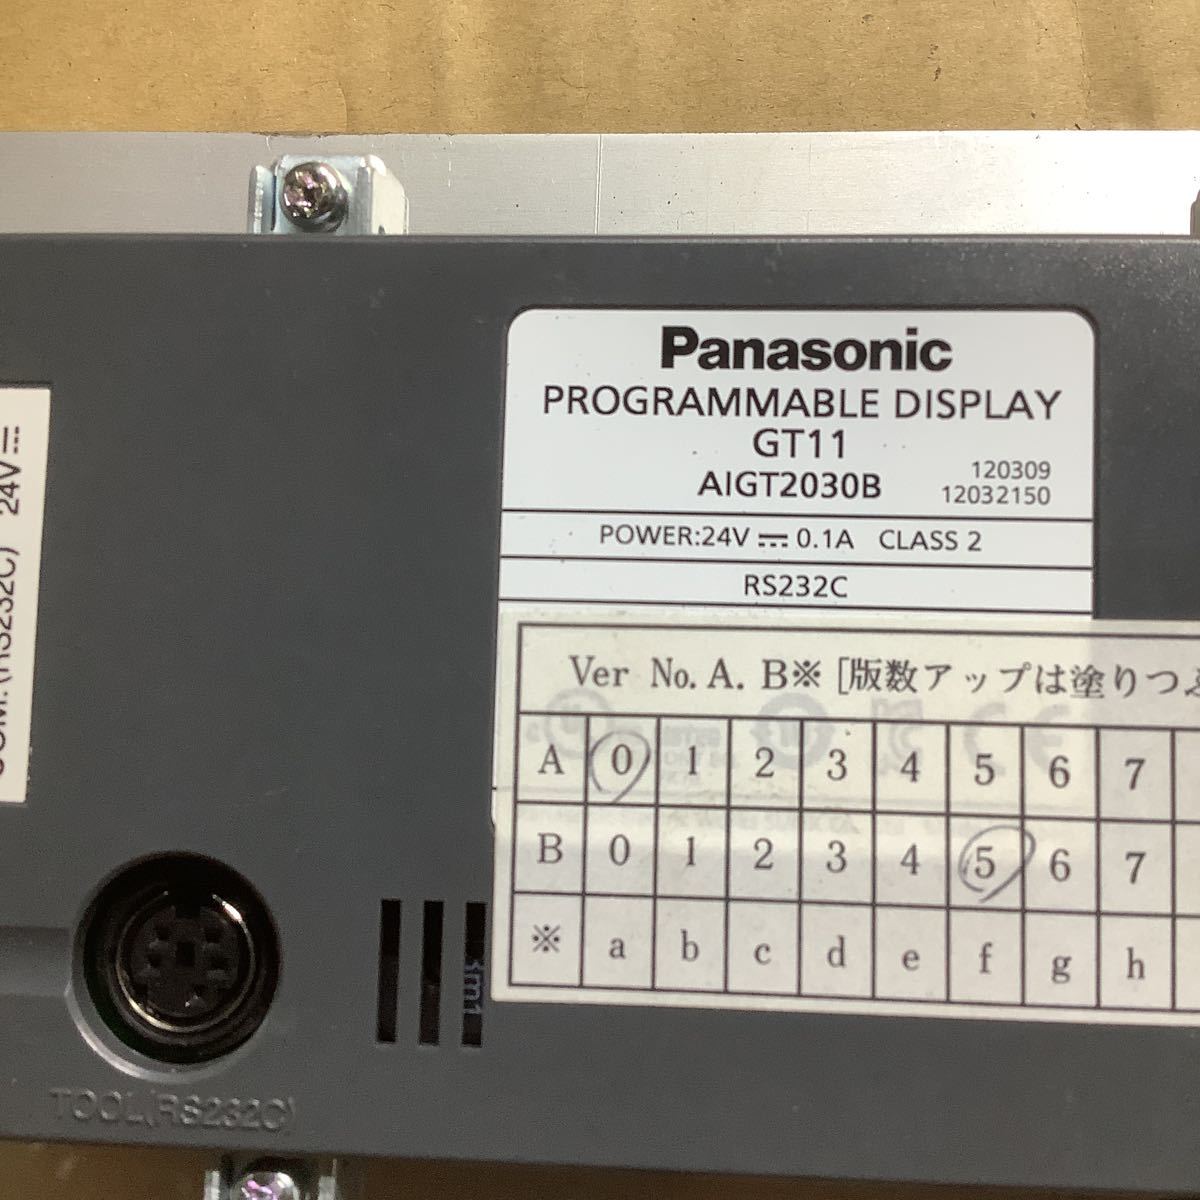 Panasonic
PROGRAMMABLE DISPLAY
GT11
AIGT2030B
120309
12032150
POWER:24V ⎓ 0.1A CLASS 2
RS232C
Ver No.A. B※ [版数アップは塗りつ
A 0 1 2 3 4 5 6 7
B 0 1 2 3 4 5 6 7
※ a b c d e f g h
COM.(RS232C) 24V⎓
TOOL(RS232C)